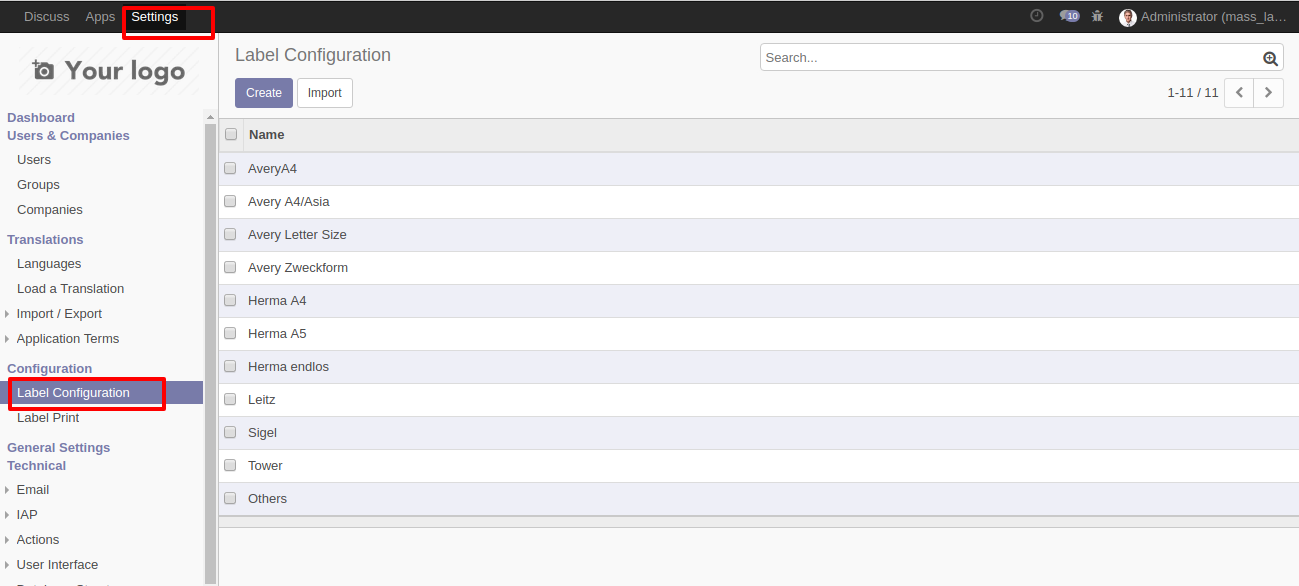 Discuss Apps Settings 10 Administrator (mass_la...
Your logo
Dashboard
Users & Companies
Users
Groups
Companies
Translations
Languages
Load a Translation
Import / Export
Application Terms
Configuration
Label Configuration
Label Print
General Settings
Technical
Email
IAP
Actions
User Interface
Label Configuration
Search...
Create Import
1-11 / 11
Name
AveryA4
Avery A4/Asia
Avery Letter Size
Avery Zweckform
Herma A4
Herma A5
Herma endlos
Leitz
Sigel
Tower
Others